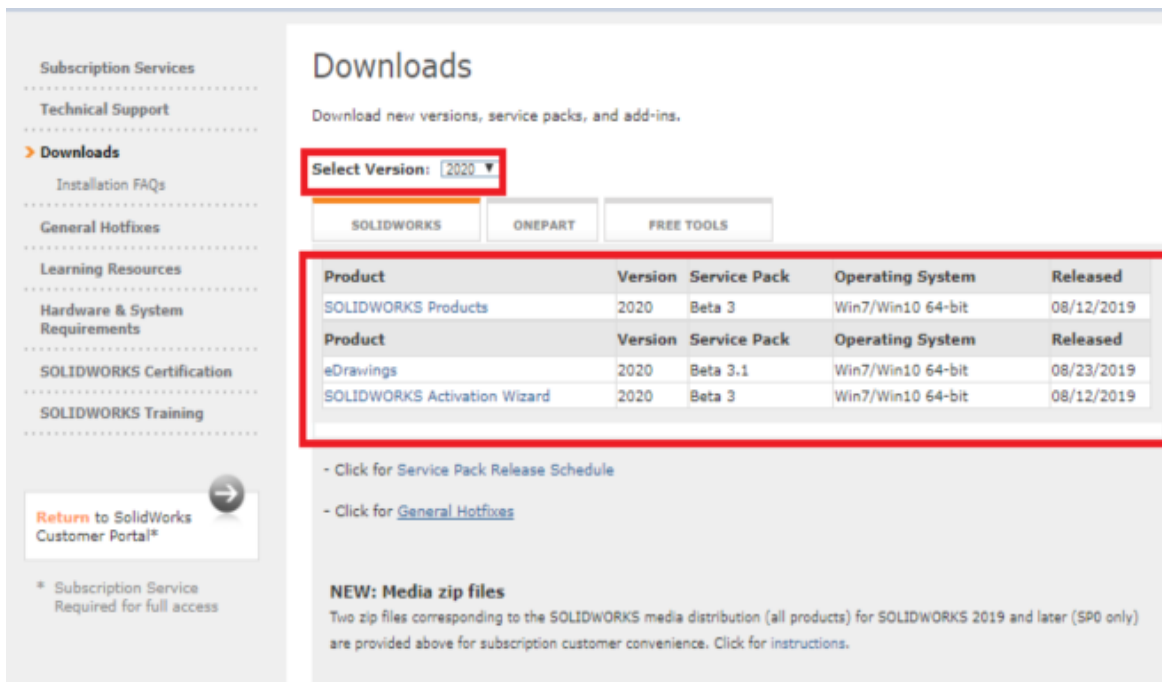 Subscription Services
Technical Support
Downloads
Installation FAQs
General Hotfixes
Learning Resources
Hardware & System
Requirements
SOLIDWORKS Certification
SOLIDWORKS Training
Return to SolidWorks
Customer Portal*
* Subscription Service
Required for full access
Downloads
Download new versions, service packs, and add-ins.
Select Version: 2020
SOLIDWORKS ONEPART FREE TOOLS
Product Version Service Pack Operating System Released
SOLIDWORKS Products 2020 Beta 3 Win7/Win10 64-bit 08/12/2019
Product Version Service Pack Operating System Released
eDrawings 2020 Beta 3.1 Win7/Win10 64-bit 08/23/2019
SOLIDWORKS Activation Wizard 2020 Beta 3 Win7/Win10 64-bit 08/12/2019
- Click for Service Pack Release Schedule
- Click for General Hotfixes
NEW: Media zip files
Two zip files corresponding to the SOLIDWORKS media distribution (all products) for SOLIDWORKS 2019 and later (SP0 only)
are provided above for subscription customer convenience. Click for instructions.